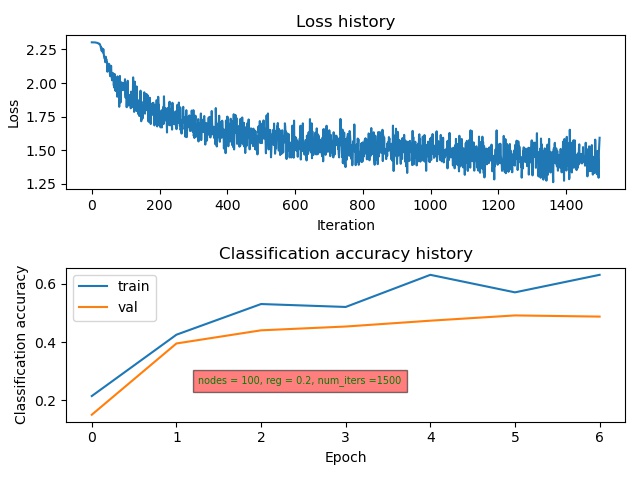 Loss history
2.25
2.00
1.75
1.50
1.25
Loss
0 200 400 600 800 1000 1200 1400
Iteration
Classification accuracy history
0.6
0.4
0.2
Classification accuracy
train
val
nodes = 100, reg = 0.2, num_iters =1500
0 1 2 3 4 5 6
Epoch